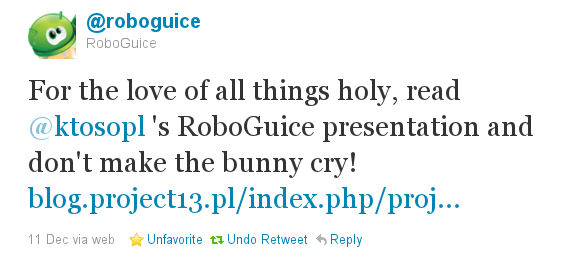 @roboguice
RoboGuice
For the love of all things holy, read
@ktosopl 's RoboGuice presentation and
don't make the bunny cry!
blog.project13.pl/index.php/proj...
11 Dec via web Unfavorite Undo Retweet Reply